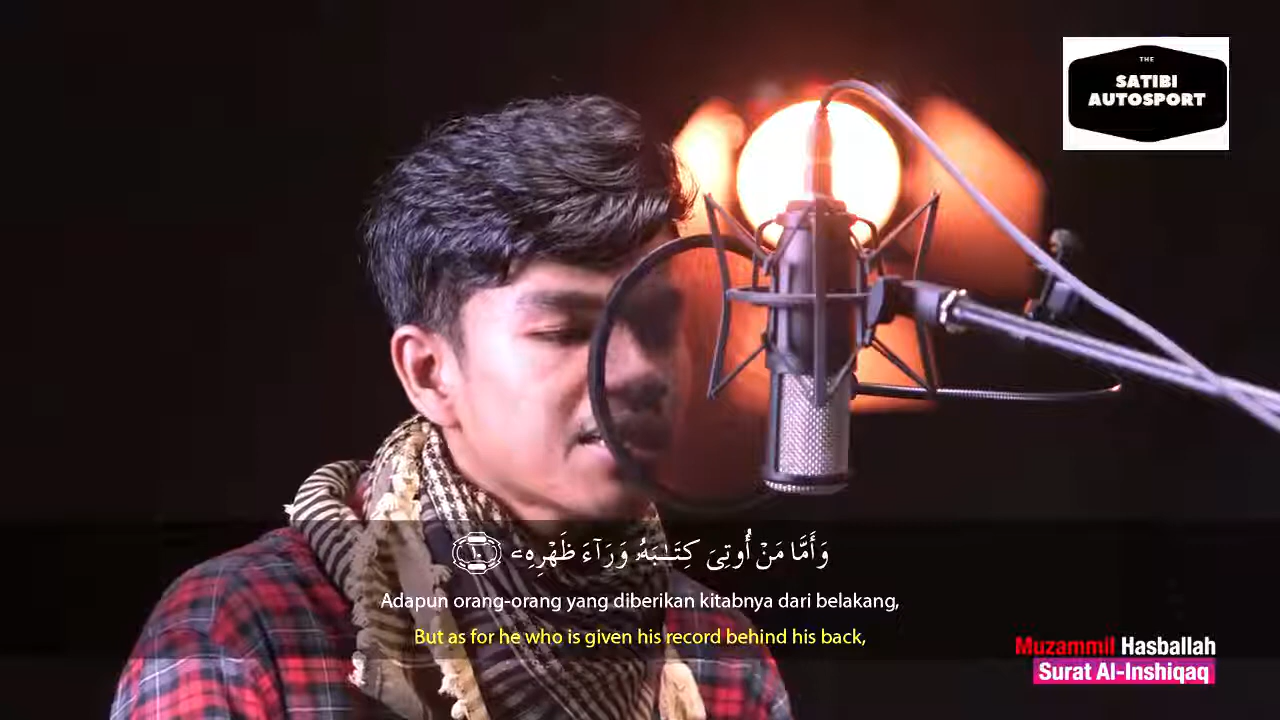 THE
SATIBI
AUTOSPORT
وَأَمَّا مَنْ أُوتِىَ كِتَـٰبَهُۥ وَرَآءَ ظَهْرِهِۦ ١٠
Adapun orang-orang yang diberikan kitabnya dari belakang,
But as for he who is given his record behind his back,
Muzammil Hasballah
Surat Al-Inshiqaq